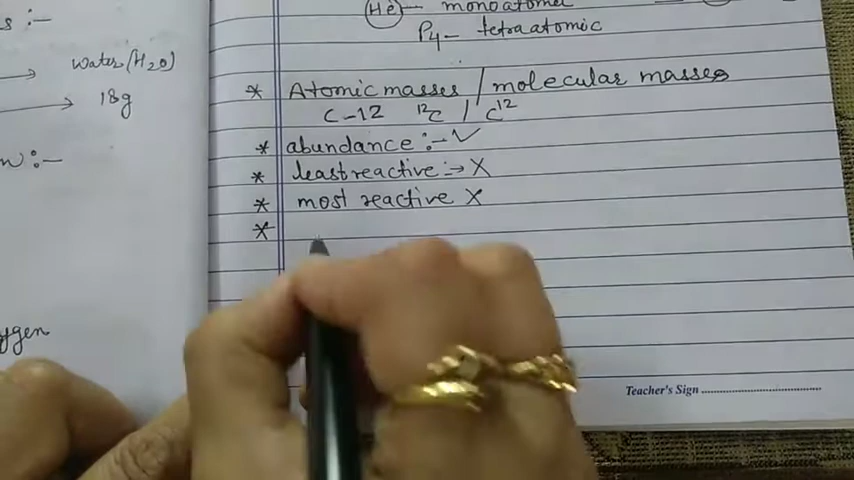 s :-
water (H₂O)
18g
n :-
ygen
He - monoatomic
P₄ - tetraatomic
* Atomic masses / molecular masses
C-12 ¹²C / C¹²
* abundance :- ✓
* least reactive :→ X
* most reactive X
*
Teacher's Sign